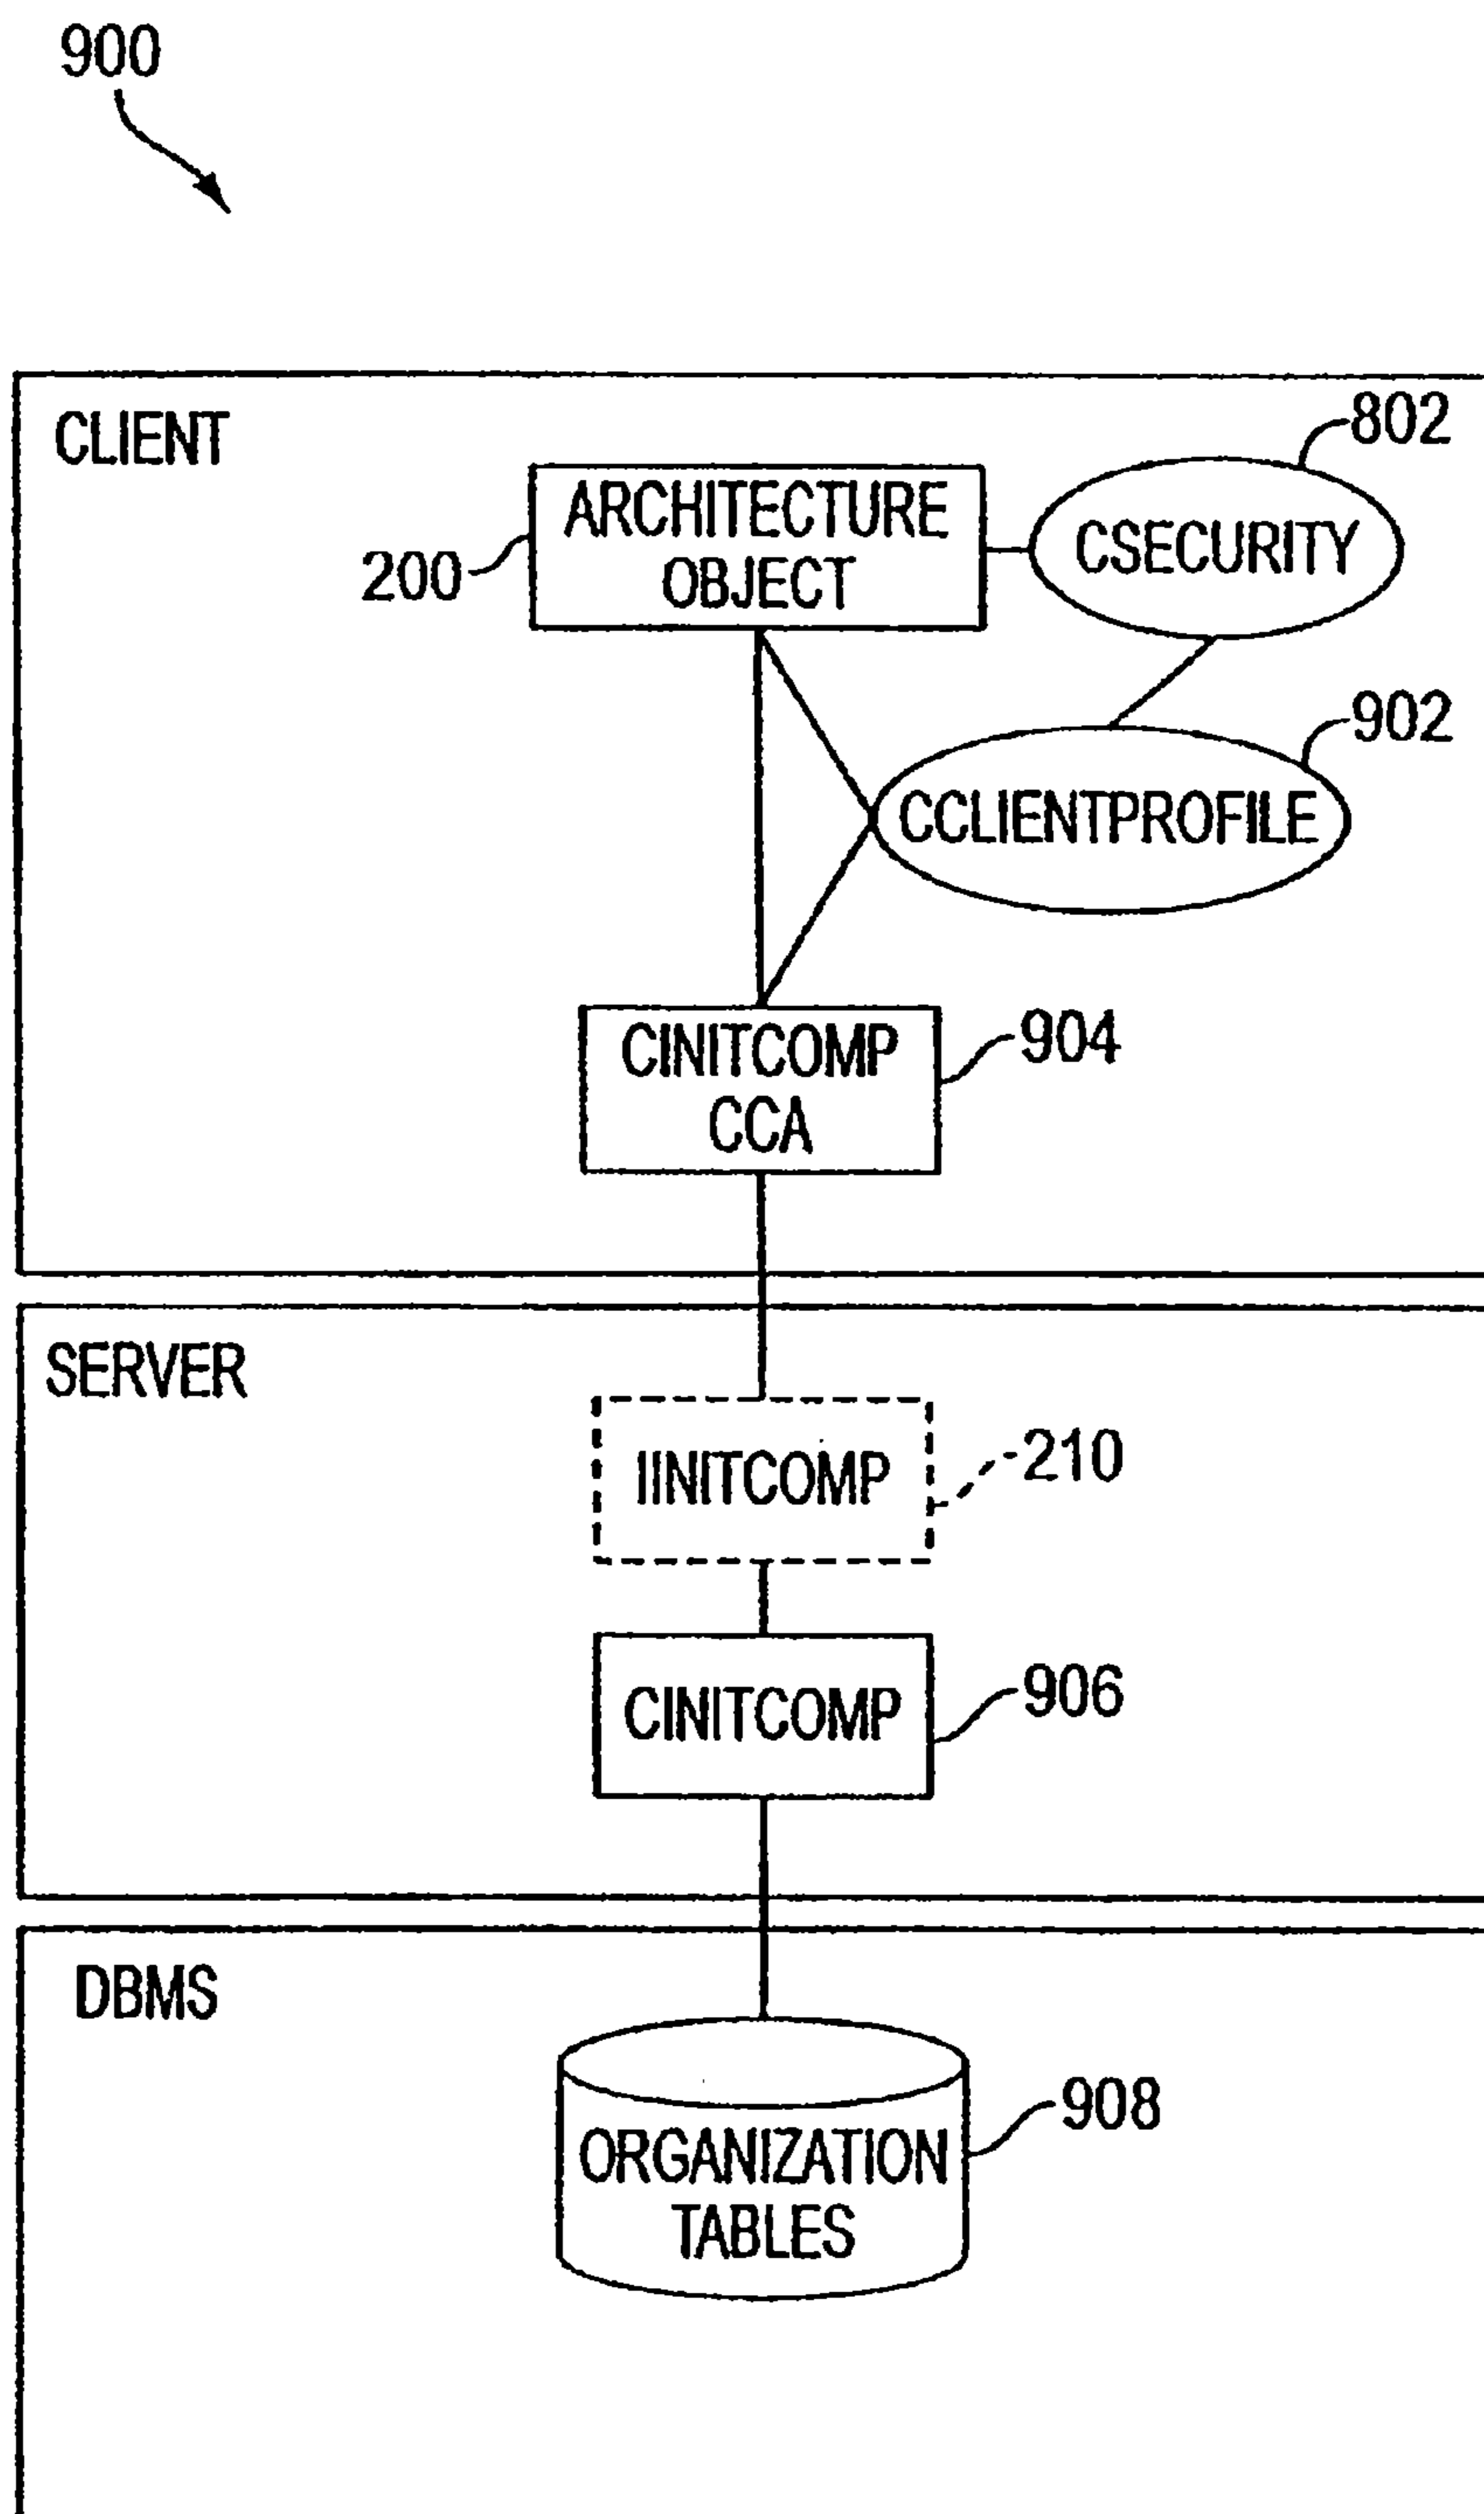 900
CLIENT
802
ARCHITECTURE
OBJECT
CSECURITY
200
902
CCLIENTPROFILE
CINITCOMP
CCA
904
SERVER
IINITCOMP
210
CINITCOMP
906
DBMS
ORGANIZATION
TABLES
908